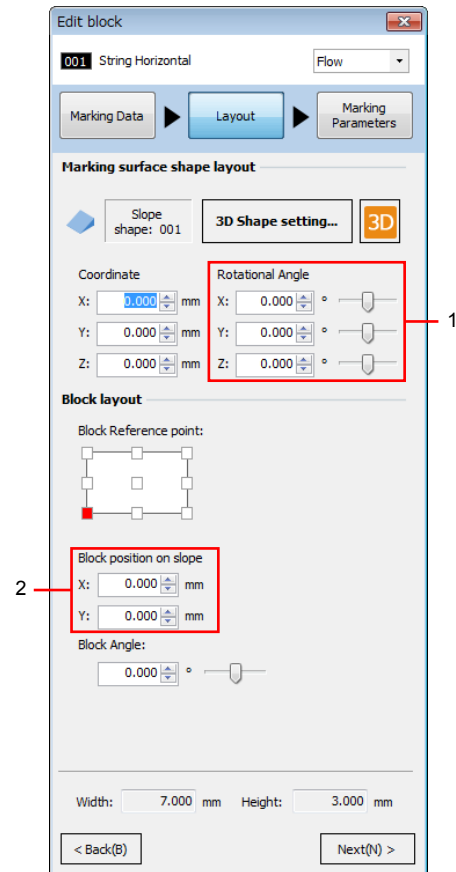 Edit block
001 String Horizontal Flow
Marking Data Layout Marking Parameters
Marking surface shape layout
Slope shape: 001 3D Shape setting... 3D
Coordinate Rotational Angle
X: 0.000 mm X: 0.000 °
1
Y: 0.000 mm Y: 0.000 °
Z: 0.000 mm Z: 0.000 °
Block layout
Block Reference point:
Block position on slope
2
X: 0.000 mm
Y: 0.000 mm
Block Angle:
0.000 °
Width: 7.000 mm Height: 3.000 mm
< Back(B) Next(N) >